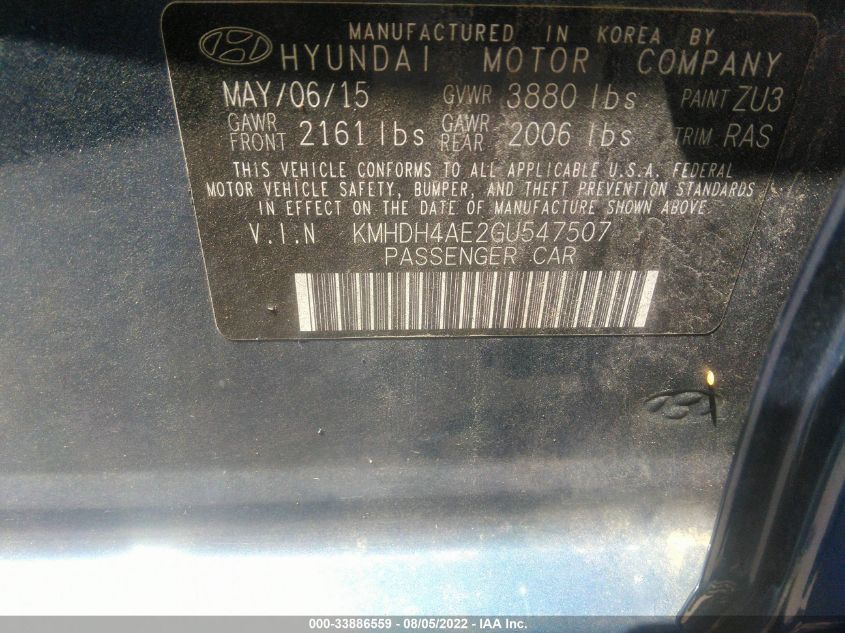 MANUFACTURED IN KOREA BY
HYUNDAI MOTOR COMPANY
MAY/06/15 GVWR 3880 lbs PAINT ZU3
GAWR FRONT 2161 lbs GAWR REAR 2006 lbs TRIM RAS
THIS VEHICLE CONFORMS TO ALL APPLICABLE U.S.A. FEDERAL
MOTOR VEHICLE SAFETY, BUMPER, AND THEFT PREVENTION STANDARDS
IN EFFECT ON THE DATE OF MANUFACTURE SHOWN ABOVE.
V.I.N KMHDH4AE2GU547507
PASSENGER CAR
000-33886559 - 08/05/2022 - IAA Inc.